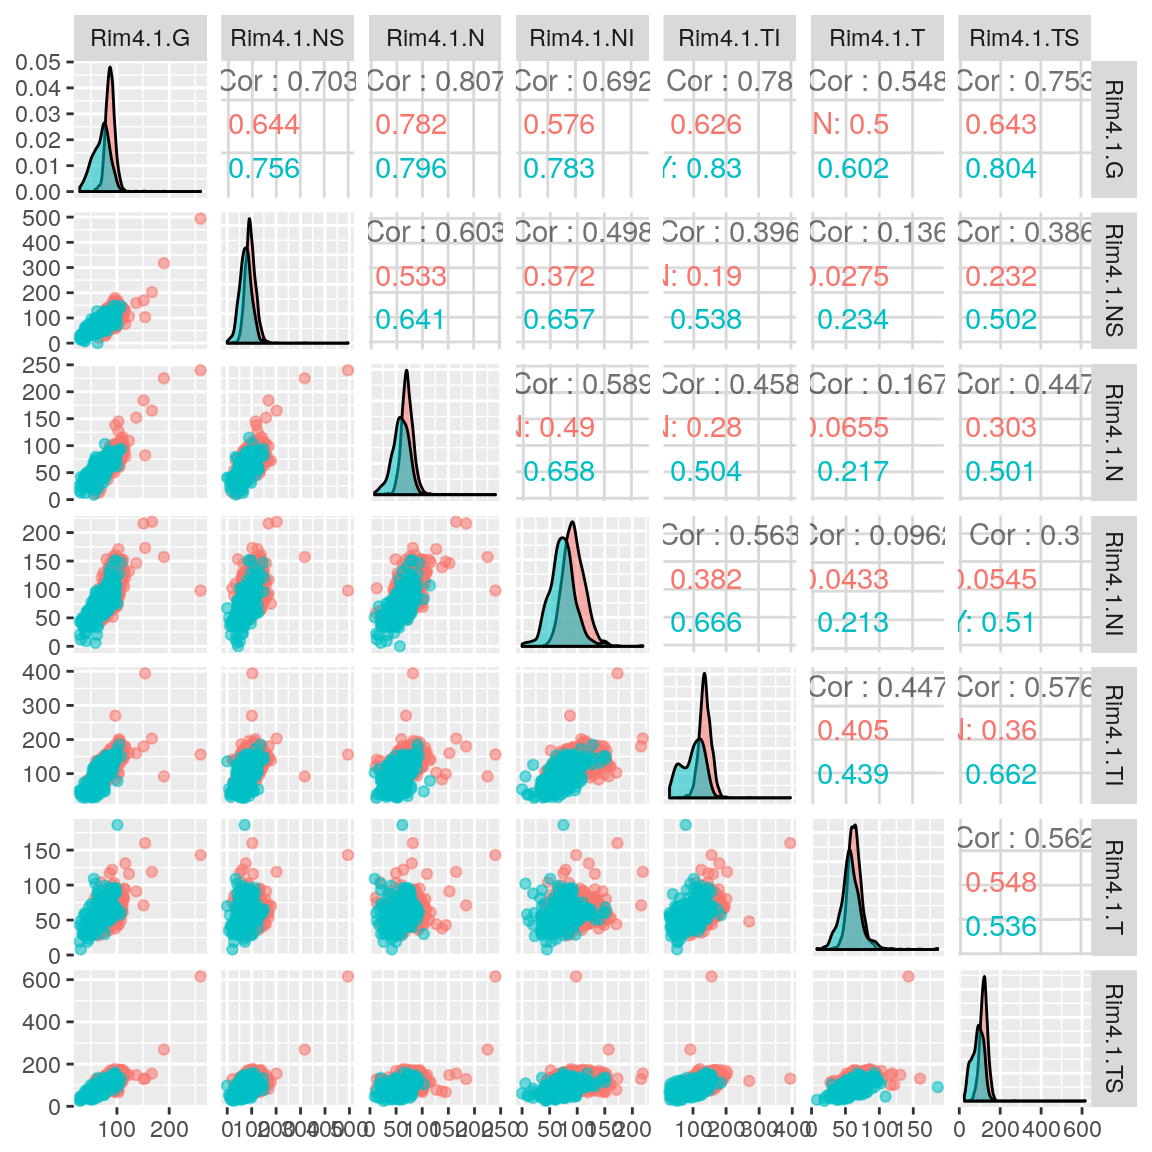 Rim4.1.G Rim4.1.NS Rim4.1.N Rim4.1.NI Rim4.1.TI Rim4.1.T Rim4.1.TS
0.05
0.04
0.03
0.02
0.01
0.00
Cor : 0.703 Cor : 0.807 Cor : 0.692 Cor : 0.78 Cor : 0.548 Cor : 0.753
0.644 0.782 0.576 0.626 N: 0.5 0.643
0.756 0.796 0.783 Y: 0.83 0.602 0.804
Rim4.1.G
500
400
300
200
100
0
Cor : 0.603 Cor : 0.498 Cor : 0.396 Cor : 0.136 Cor : 0.386
0.533 0.372 N: 0.19 0.0275 0.232
0.641 0.657 0.538 0.234 0.502
Rim4.1.NS
250
200
150
100
50
0
Cor : 0.589 Cor : 0.458 Cor : 0.167 Cor : 0.447
N: 0.49 N: 0.28 0.0655 0.303
0.658 0.504 0.217 0.501
Rim4.1.N
200
150
100
50
0
Cor : 0.563 Cor : 0.0962 Cor : 0.3
0.382 0.0433 0.0545
0.666 0.213 Y: 0.51
Rim4.1.NI
400
300
200
100
Cor : 0.447 Cor : 0.576
0.405 N: 0.36
0.439 0.662
Rim4.1.TI
150
100
50
0
Cor : 0.562
0.548
0.536
Rim4.1.T
600
400
200
0
Rim4.1.TS
100 200 0 100 200 300 400 500 0 50 100 150 200 250 0 50 100 150 200 100 200 300 400 0 50 100 150 0 200 400 600